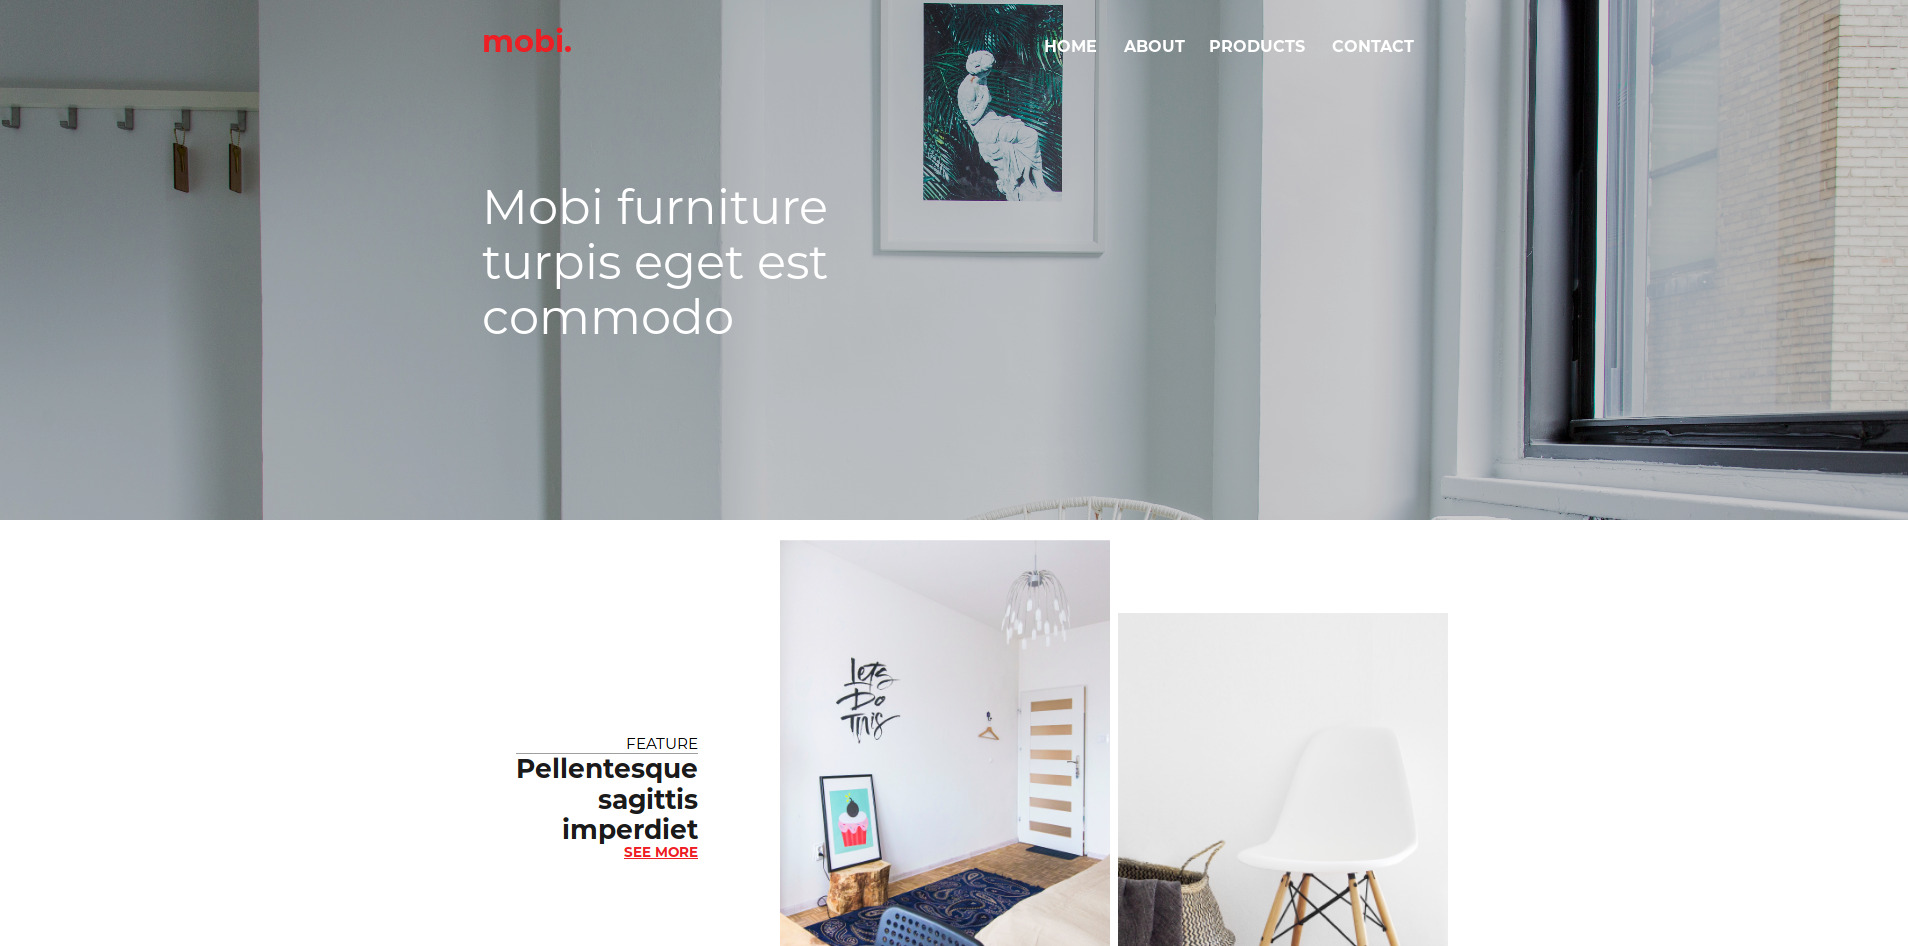 mobi.
HOME ABOUT PRODUCTS CONTACT
Mobi furniture
turpis eget est
commodo
Lets
Do
This
FEATURE
Pellentesque
sagittis
imperdiet
SEE MORE